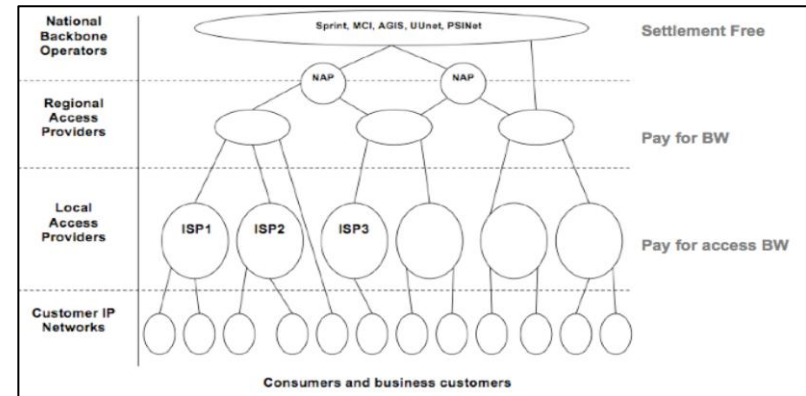 National
Backbone
Operators
Sprint, MCI, AGIS, UUnet, PSINet
Settlement Free
NAP
NAP
Regional
Access
Providers
Pay for BW
Local
Access
Providers
ISP1
ISP2
ISP3
Pay for access BW
Customer IP
Networks
Consumers and business customers